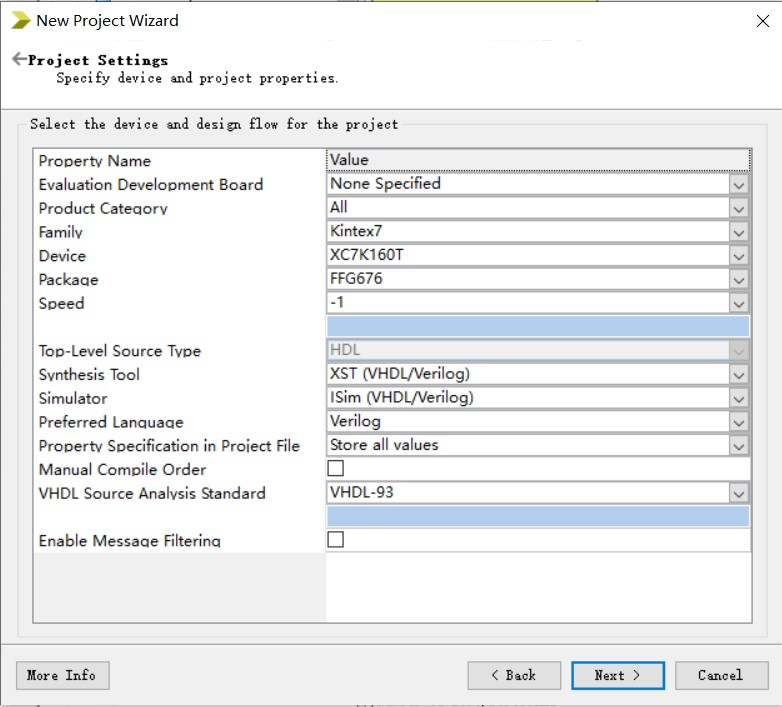 New Project Wizard
Project Settings
Specify device and project properties.
Select the device and design flow for the project
Property Name Value
Evaluation Development Board None Specified
Product Category All
Family Kintex7
Device XC7K160T
Package FFG676
Speed -1
Top-Level Source Type HDL
Synthesis Tool XST (VHDL/Verilog)
Simulator ISim (VHDL/Verilog)
Preferred Language Verilog
Property Specification in Project File Store all values
Manual Compile Order
VHDL Source Analysis Standard VHDL-93
Enable Message Filtering
More Info < Back Next > Cancel